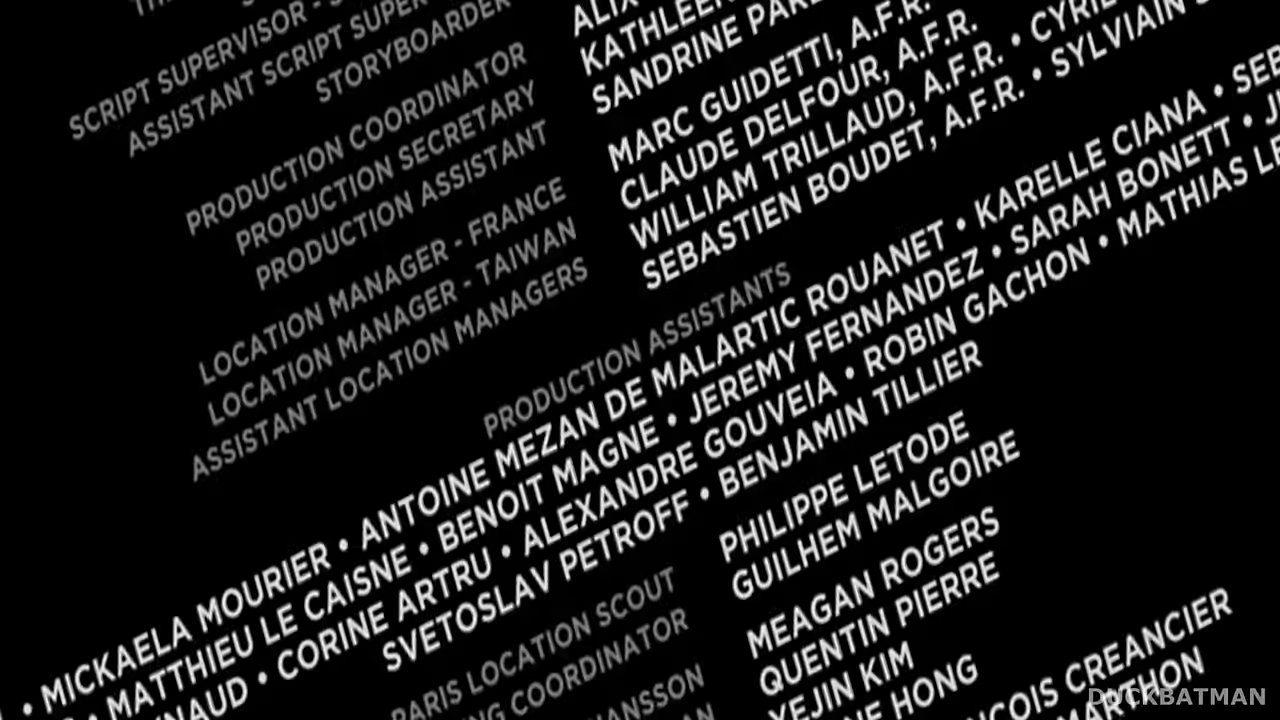 SCRIPT SUPERVISOR -
ASSISTANT SCRIPT
STORYBOARDER
KATHLEEN
SANDRINE
PRODUCTION COORDINATOR MARC GUIDETTI, A.F.R.
PRODUCTION SECRETARY CLAUDE DELFOUR, A.F.R.
PRODUCTION ASSISTANT WILLIAM TRILLAUD, A.F.R. • CYRIL
SEBASTIEN BOUDET, A.F.R. • SYLVIAIN
LOCATION MANAGER - FRANCE
LOCATION MANAGER - TAIWAN
ASSISTANT LOCATION MANAGERS
PRODUCTION ASSISTANTS
• MICKAELA MOURIER • ANTOINE MEZAN DE MALARTIC ROUANET • KARELLE CIANA •
• MATTHIEU LE CAISNE • BENOIT MAGNE • JEREMY FERNANDEZ • SARAH BONETT •
• CORINE ARTRU • ALEXANDRE GOUVEIA • ROBIN GACHON • MATHIAS
SVETOSLAV PETROFF • BENJAMIN TILLIER
PARIS LOCATION SCOUT PHILIPPE LETODE
COORDINATOR GUILHEM MALGOIRE
MEAGAN ROGERS
QUENTIN PIERRE
YEJIN KIM
HONG
CREANCIER
MARTHON
DUCKBATMAN